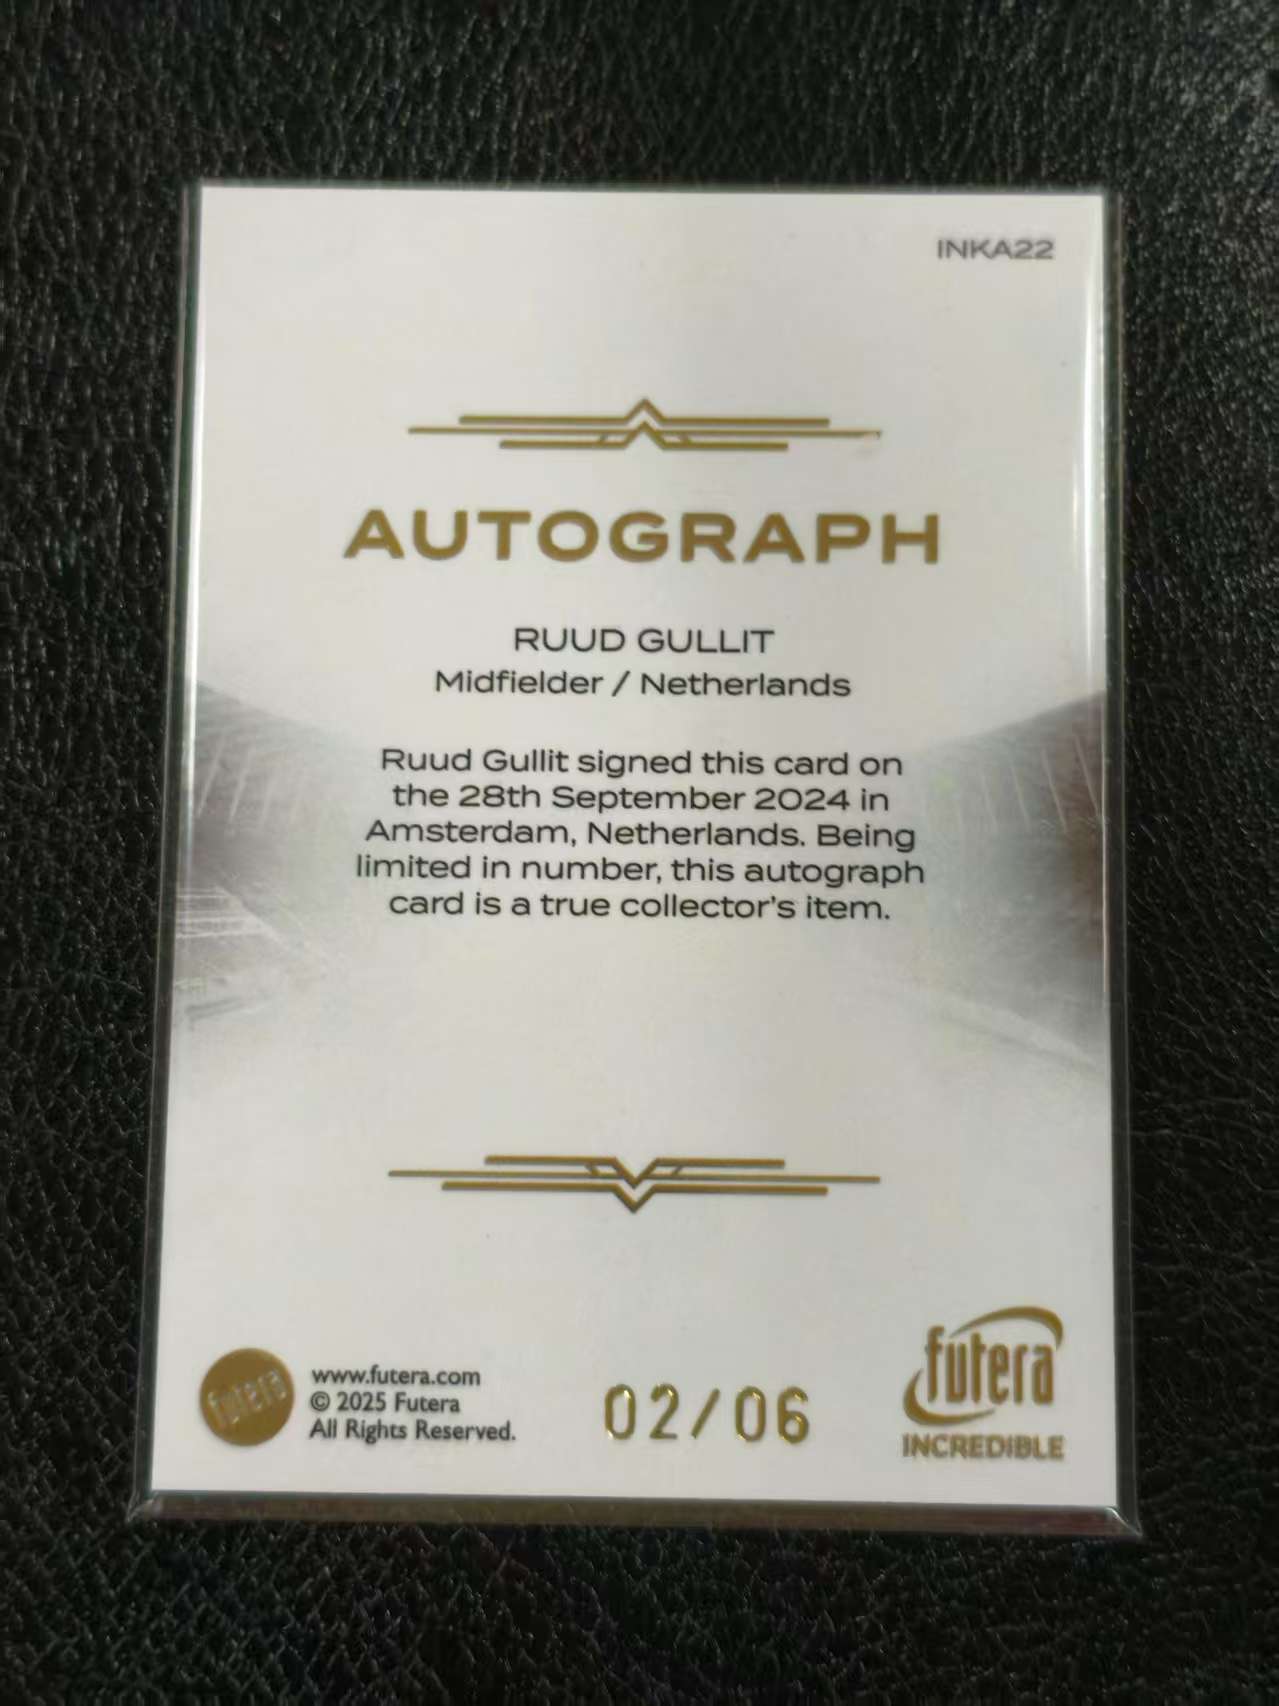 INKA22
AUTOGRAPH
RUUD GULLIT
Midfielder / Netherlands
Ruud Gullit signed this card on
the 28th September 2024 in
Amsterdam, Netherlands. Being
limited in number, this autograph
card is a true collector's item.
futera
www.futera.com
© 2025 Futera
All Rights Reserved.
02/06
futera
INCREDIBLE